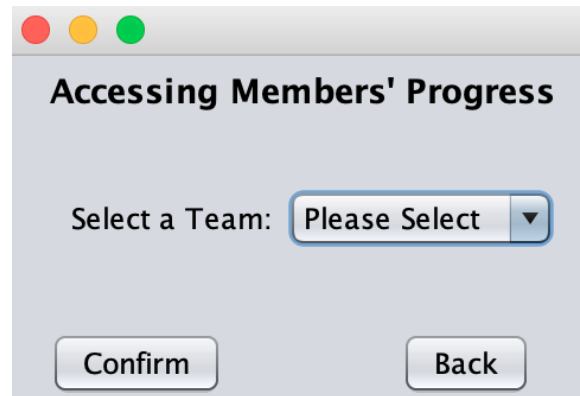 Accessing Members' Progress
Select a Team: Please Select
Confirm Back